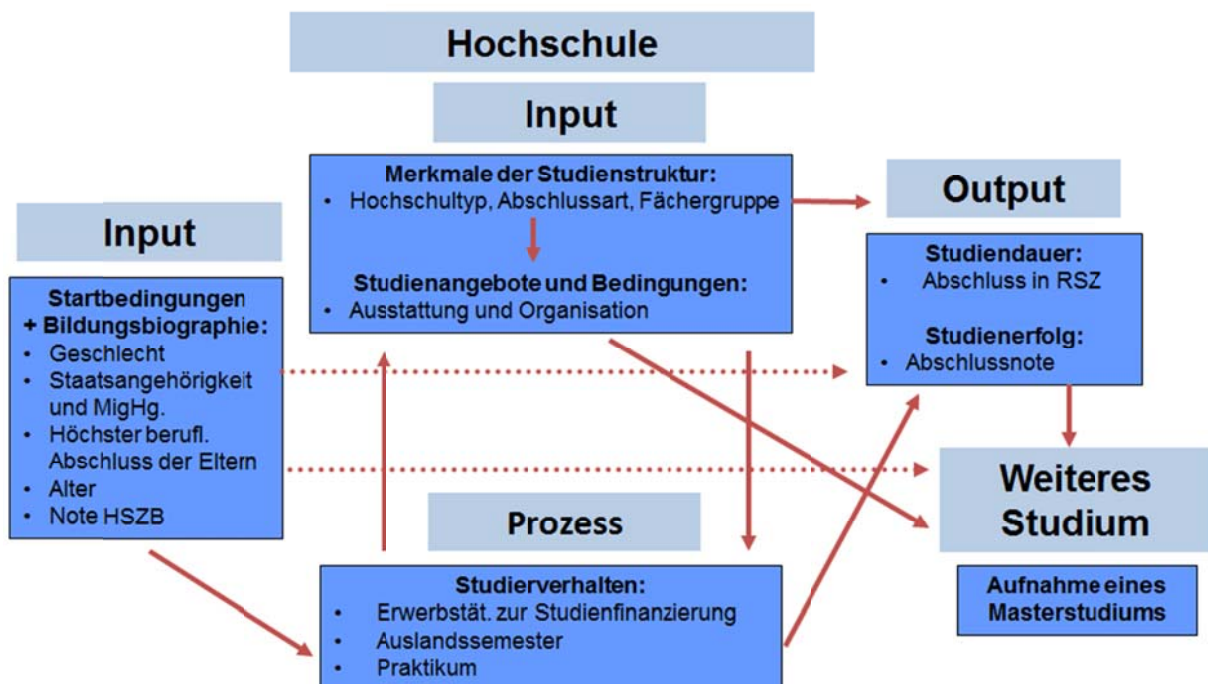 Hochschule
Input
Merkmale der Studienstruktur:
• Hochschultyp, Abschlussart, Fächergruppe
Studienangebote und Bedingungen:
• Ausstattung und Organisation
Input
Startbedingungen
+ Bildungsbiographie:
• Geschlecht
• Staatsangehörigkeit
und MigHg.
• Höchster berufl.
Abschluss der Eltern
• Alter
• Note HSZB
Prozess
Studierverhalten:
• Erwerbstät. zur Studienfinanzierung
• Auslandssemester
• Praktikum
Output
Studiendauer:
• Abschluss in RSZ
Studienerfolg:
• Abschlussnote
Weiteres
Studium
Aufnahme eines
Masterstudiums